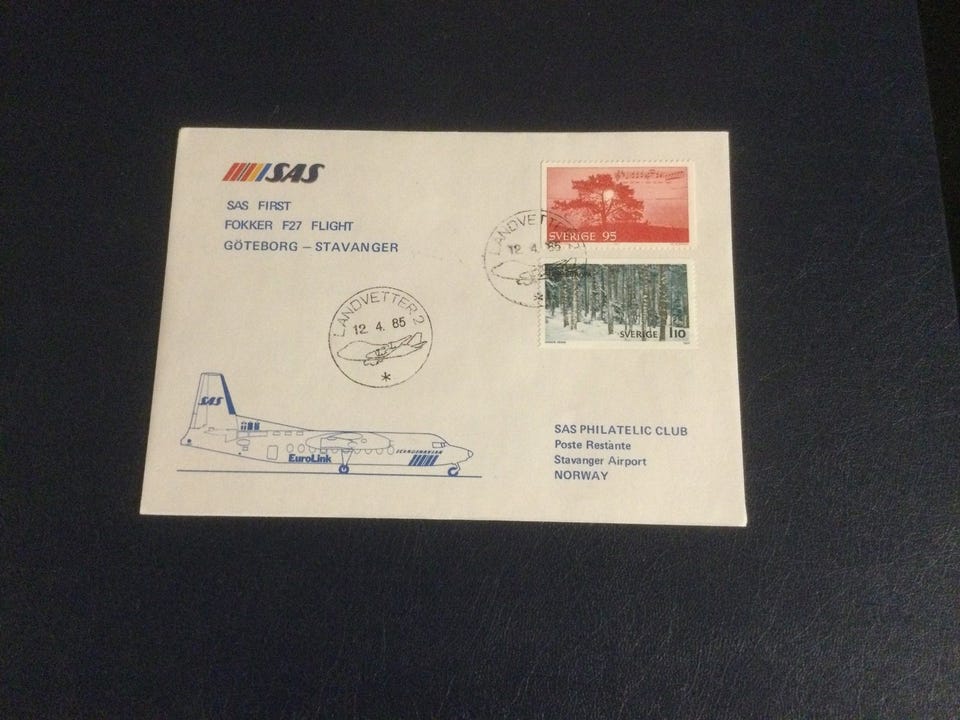 SAS
SAS FIRST
FOKKER F27 FLIGHT
GÖTEBORG – STAVANGER
LANDVETTER 2
12. 4. 85
*
SVERIGE 95
LANDVETTER
12. 4. 85
*
SVERIGE 110
SAS
EuroLink
SCANDINAVIAN
SAS PHILATELIC CLUB
Poste Restante
Stavanger Airport
NORWAY